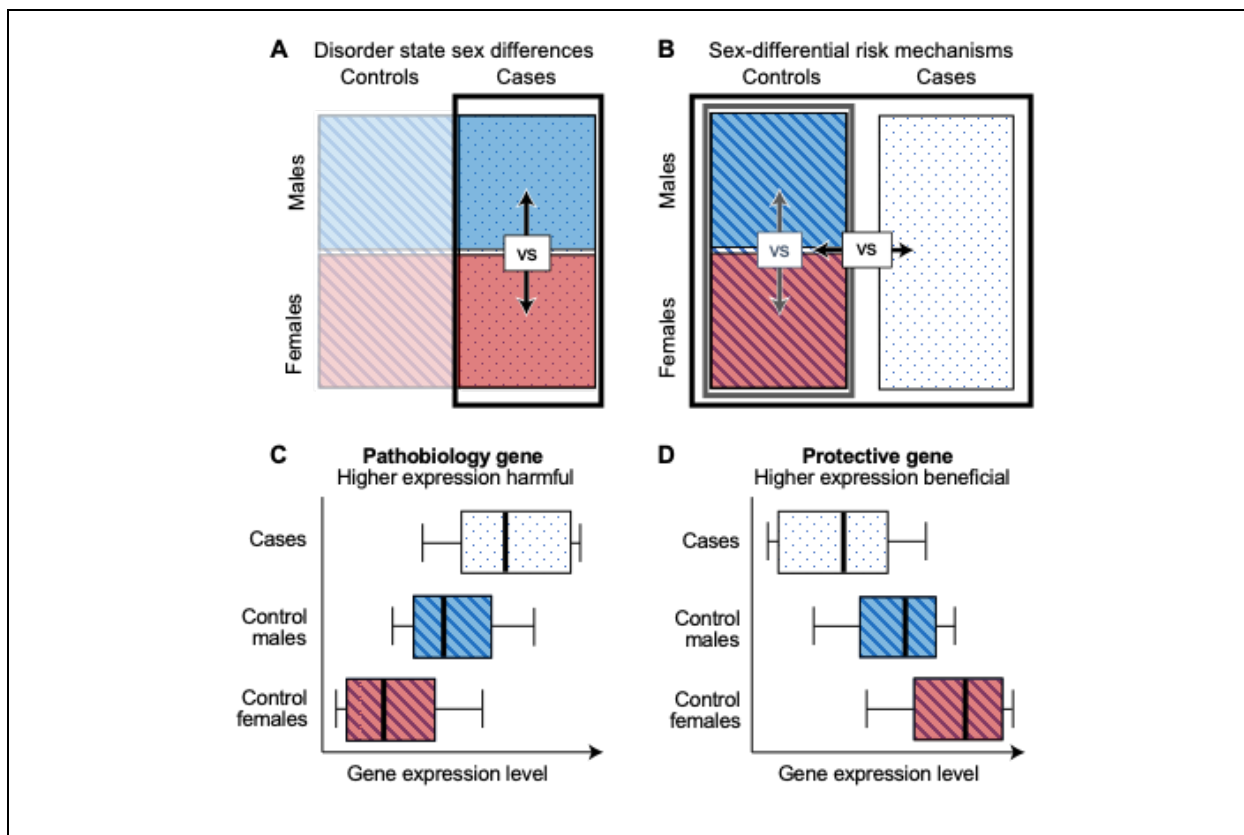 A Disorder state sex differences
Controls Cases
Males
Females
vs
B Sex-differential risk mechanisms
Controls Cases
Males
Females
vs vs
C Pathobiology gene
Higher expression harmful
Cases
Control
males
Control
females
Gene expression level
D Protective gene
Higher expression beneficial
Cases
Control
males
Control
females
Gene expression level